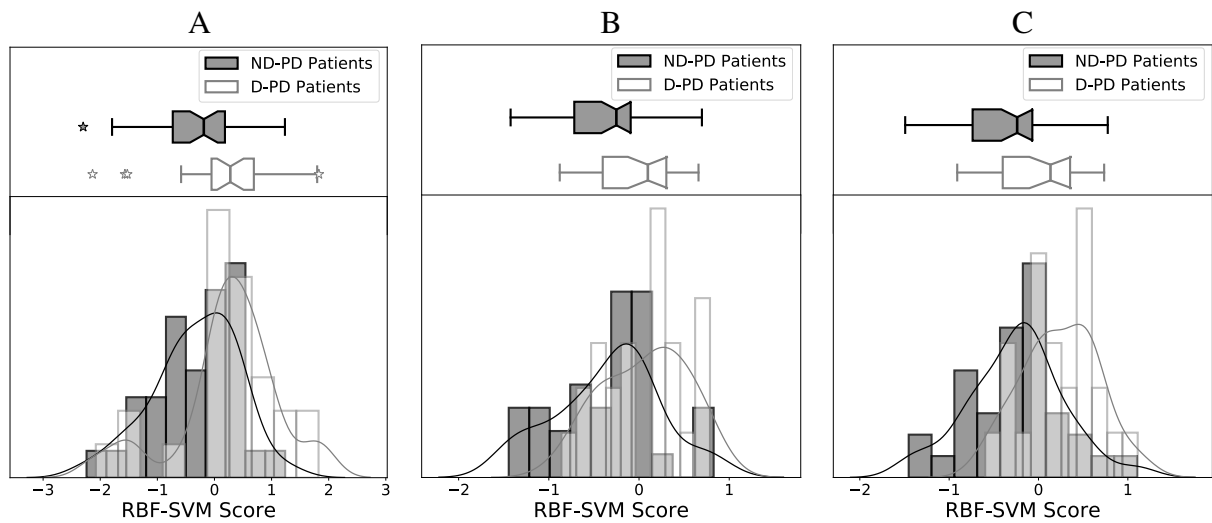 A
ND-PD Patients
D-PD Patients
−3 −2 −1 0 1 2 3
RBF-SVM Score
B
ND-PD Patients
D-PD Patients
−2 −1 0 1
RBF-SVM Score
C
ND-PD Patients
D-PD Patients
−2 −1 0 1
RBF-SVM Score